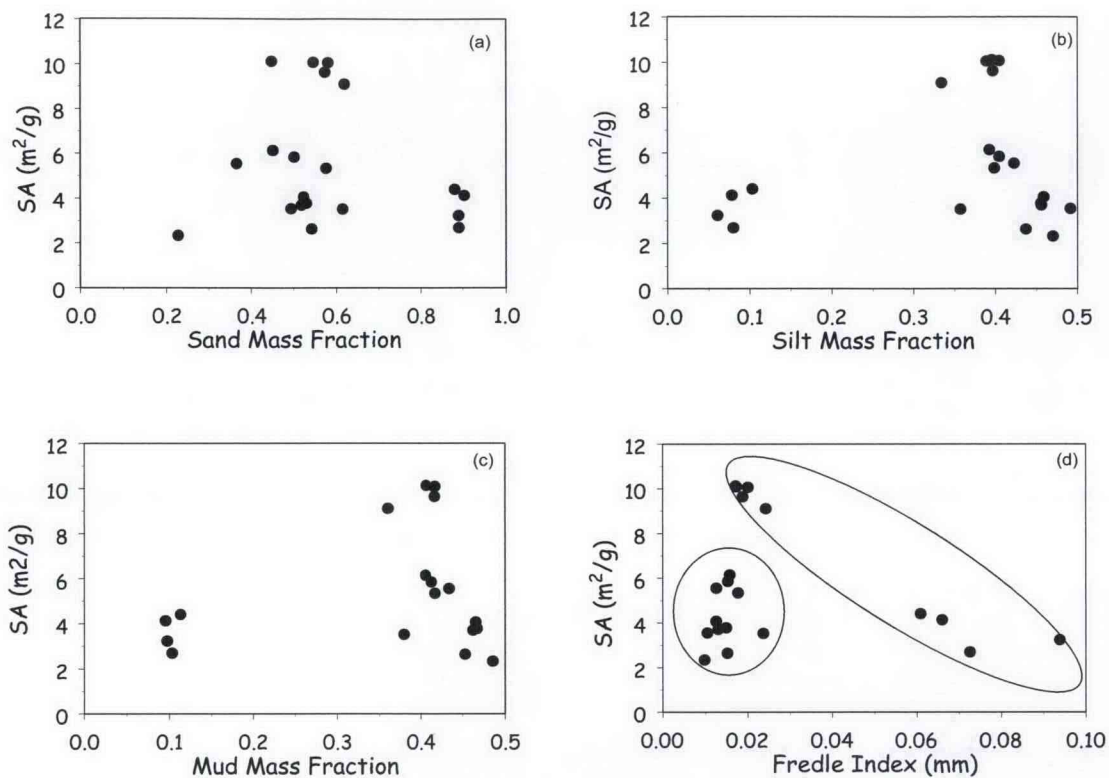 12
10
8
6
4
2
0
SA (m²/g)
(a)
0.0 0.2 0.4 0.6 0.8 1.0
Sand Mass Fraction
12
10
8
6
4
2
0
SA (m²/g)
(b)
0.0 0.1 0.2 0.3 0.4 0.5
Silt Mass Fraction
12
10
8
6
4
2
0
SA (m2/g)
(c)
0.0 0.1 0.2 0.3 0.4 0.5
Mud Mass Fraction
12
10
8
6
4
2
0
SA (m²/g)
(d)
0.00 0.02 0.04 0.06 0.08 0.10
Fredle Index (mm)